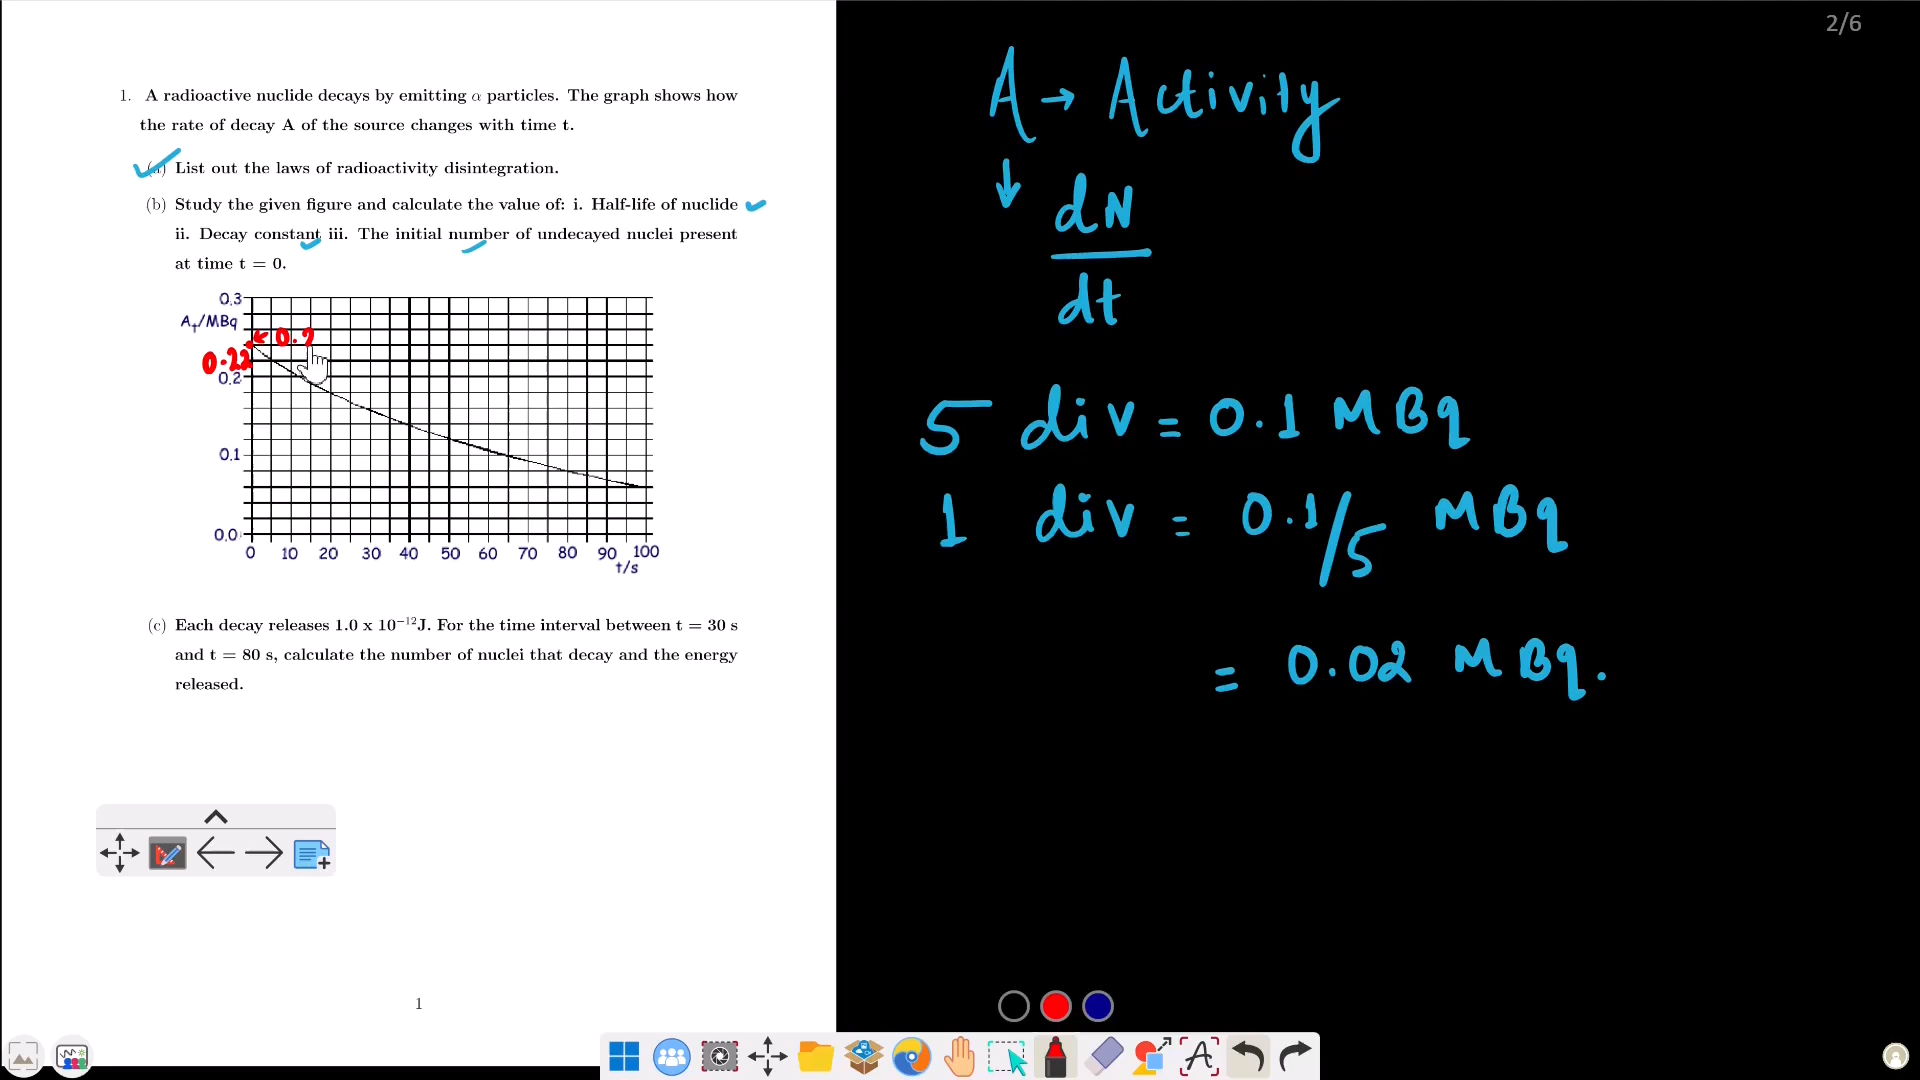 2/6
1. A radioactive nuclide decays by emitting α particles. The graph shows how
the rate of decay A of the source changes with time t.
List out the laws of radioactivity disintegration.
(b) Study the given figure and calculate the value of: i. Half-life of nuclide
ii. Decay constant iii. The initial number of undecayed nuclei present
at time t = 0.
0.3
A_t/MBq
0.2
0.22
0.2
0.1
0.0
0 10 20 30 40 50 60 70 80 90 100
t/s
(c) Each decay releases 1.0 x 10⁻¹²J. For the time interval between t = 30 s
and t = 80 s, calculate the number of nuclei that decay and the energy
released.
1
A → Activity
↓ dN
dt
5 div = 0.1 MBq
1 div = 0.1/5 MBq
= 0.02 MBq.